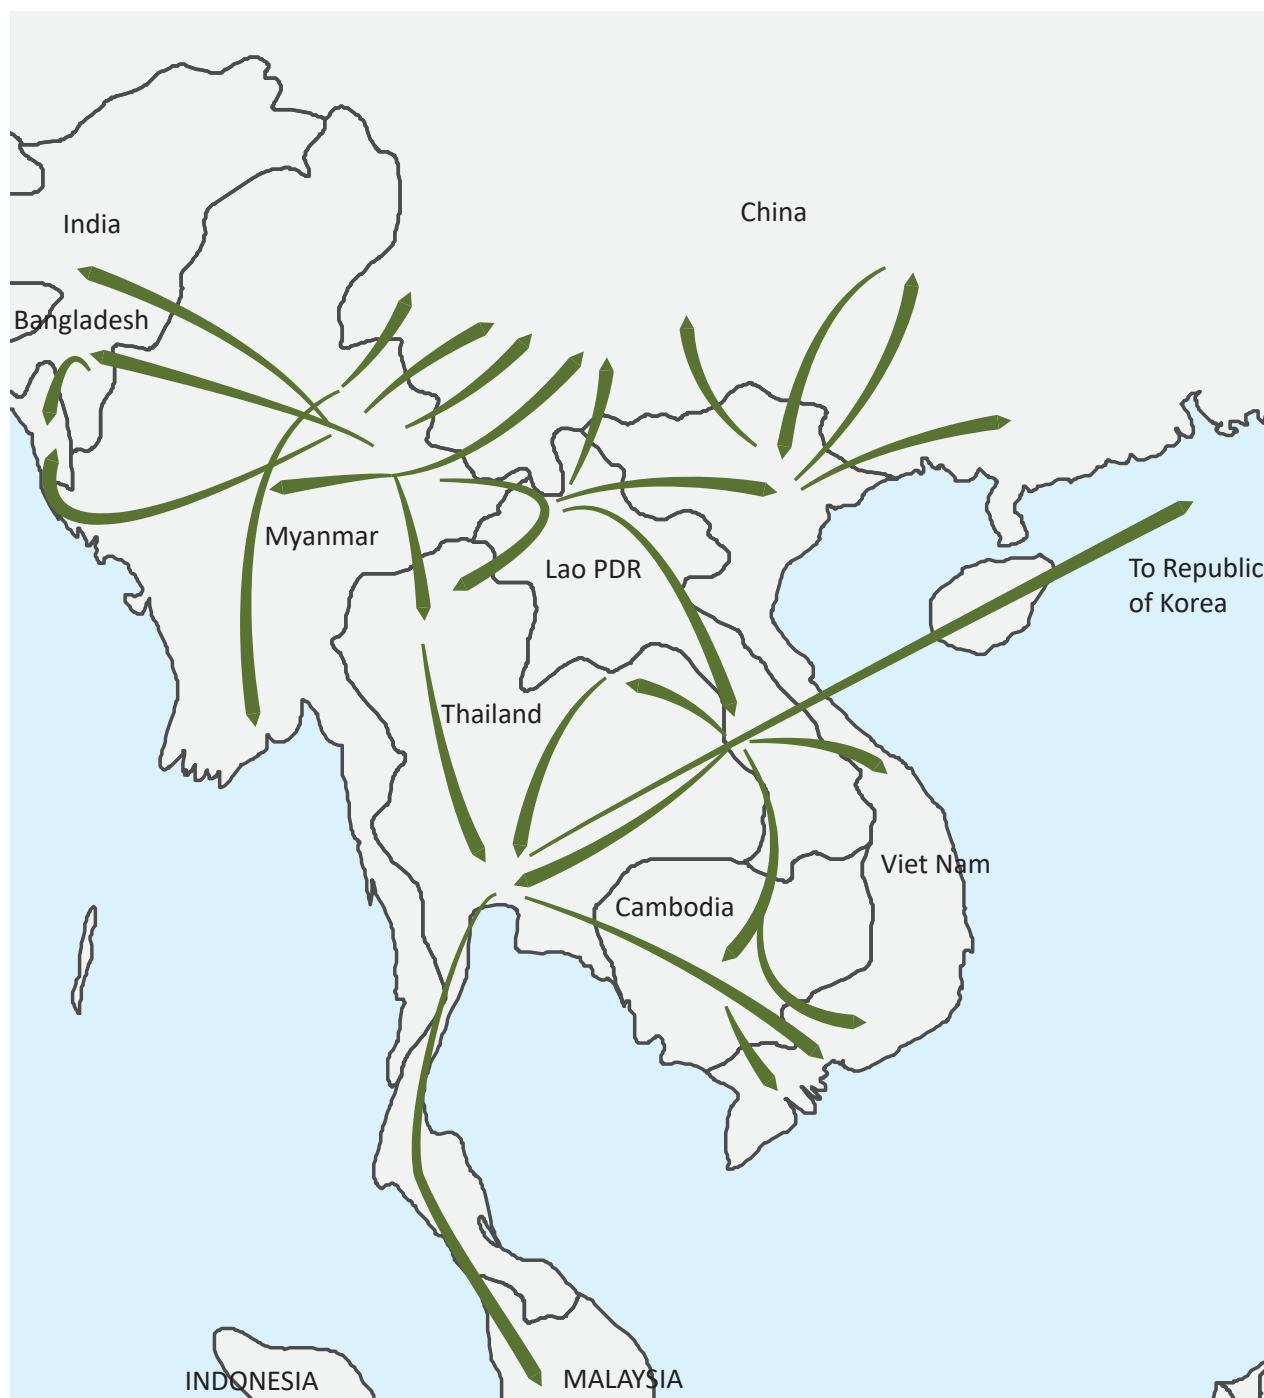 China
India
Bangladesh
Myanmar
Lao PDR
To Republic
of Korea
Thailand
Viet Nam
Cambodia
INDONESIA
MALAYSIA